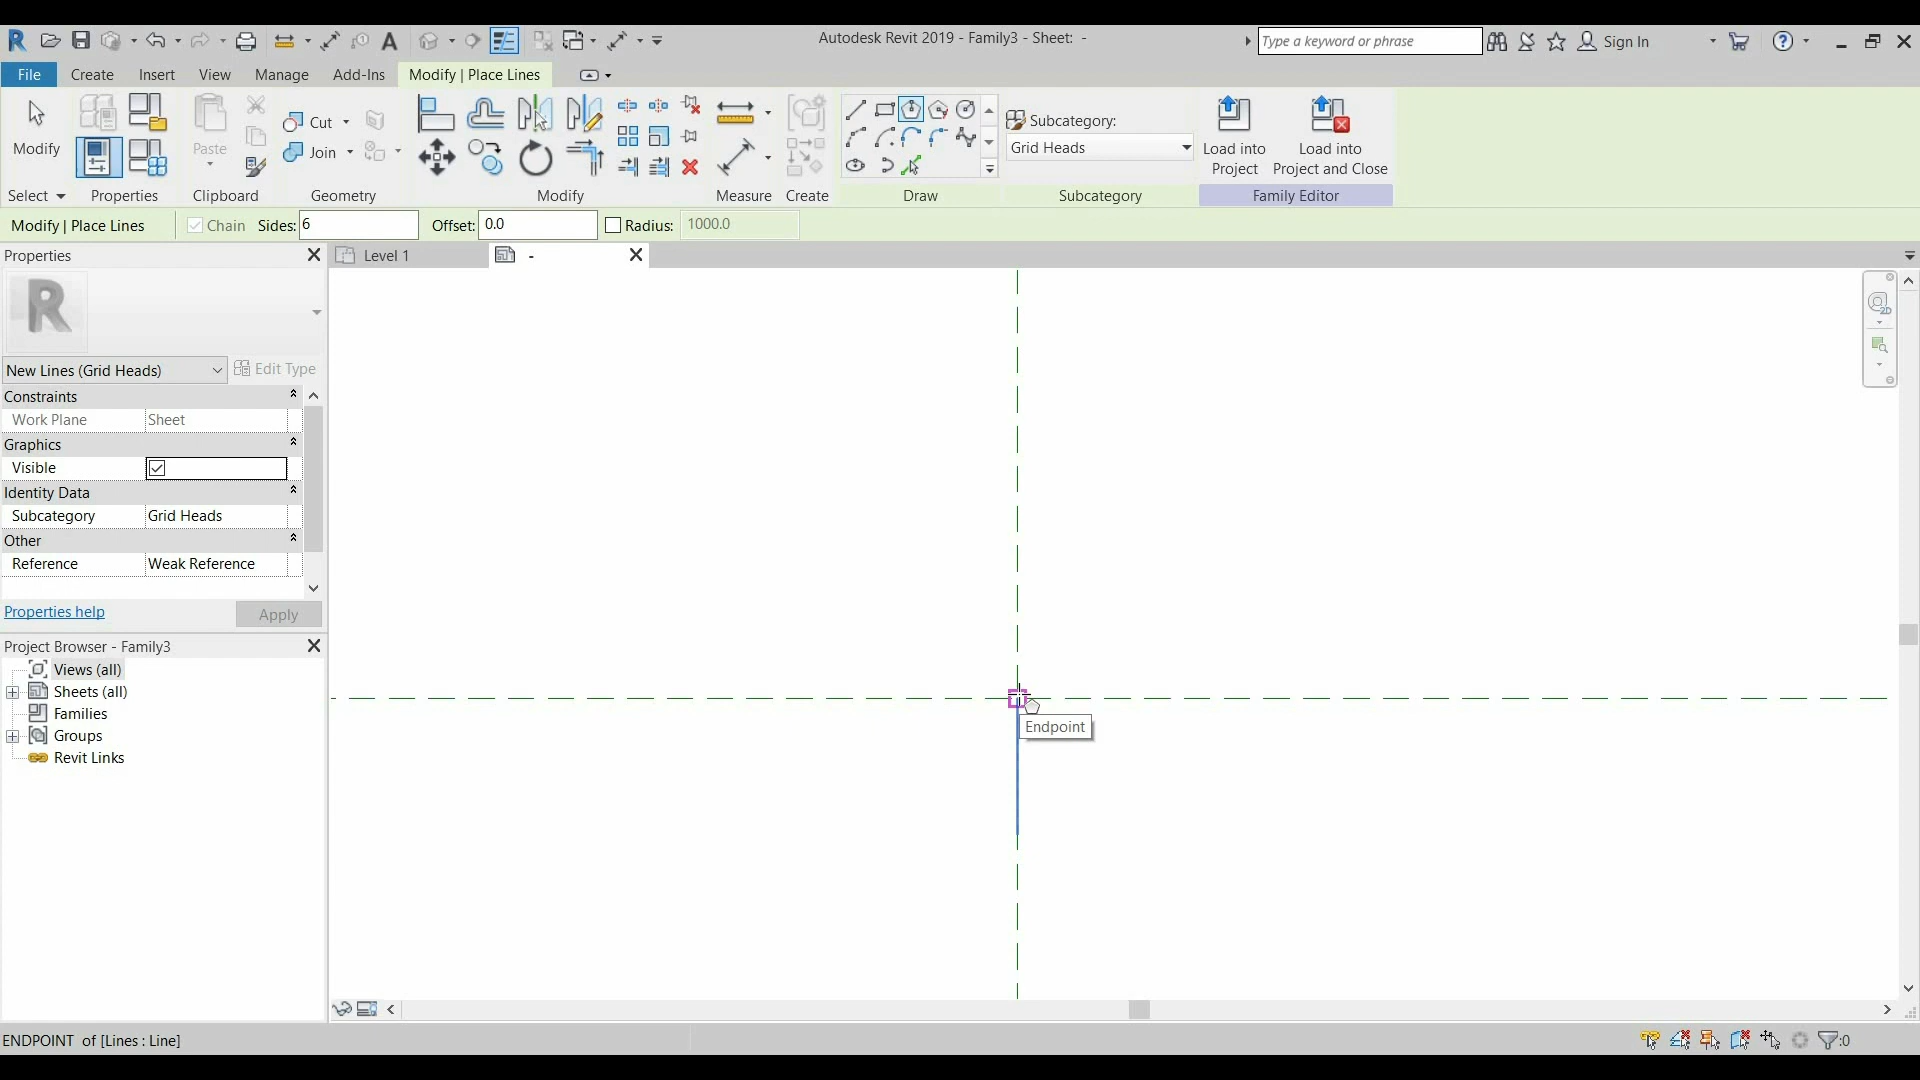 Autodesk Revit 2019 - Family3 - Sheet: -
Type a keyword or phrase
Sign In
File Create Insert View Manage Add-Ins Modify | Place Lines
Modify
Paste
Cut
Join
Subcategory:
Grid Heads
Load into
Project
Load into
Project and Close
Select Properties Clipboard Geometry Modify Measure Create Draw Subcategory Family Editor
Modify | Place Lines Chain Sides: 6 Offset: 0.0 Radius: 1000.0
Properties
Level 1
-
R
New Lines (Grid Heads)
Edit Type
Constraints
Work Plane Sheet
Graphics
Visible
Identity Data
Subcategory Grid Heads
Other
Reference Weak Reference
Properties help
Apply
Project Browser - Family3
Views (all)
Sheets (all)
Families
Groups
Revit Links
2D
Endpoint
ENDPOINT of [Lines : Line]
:0